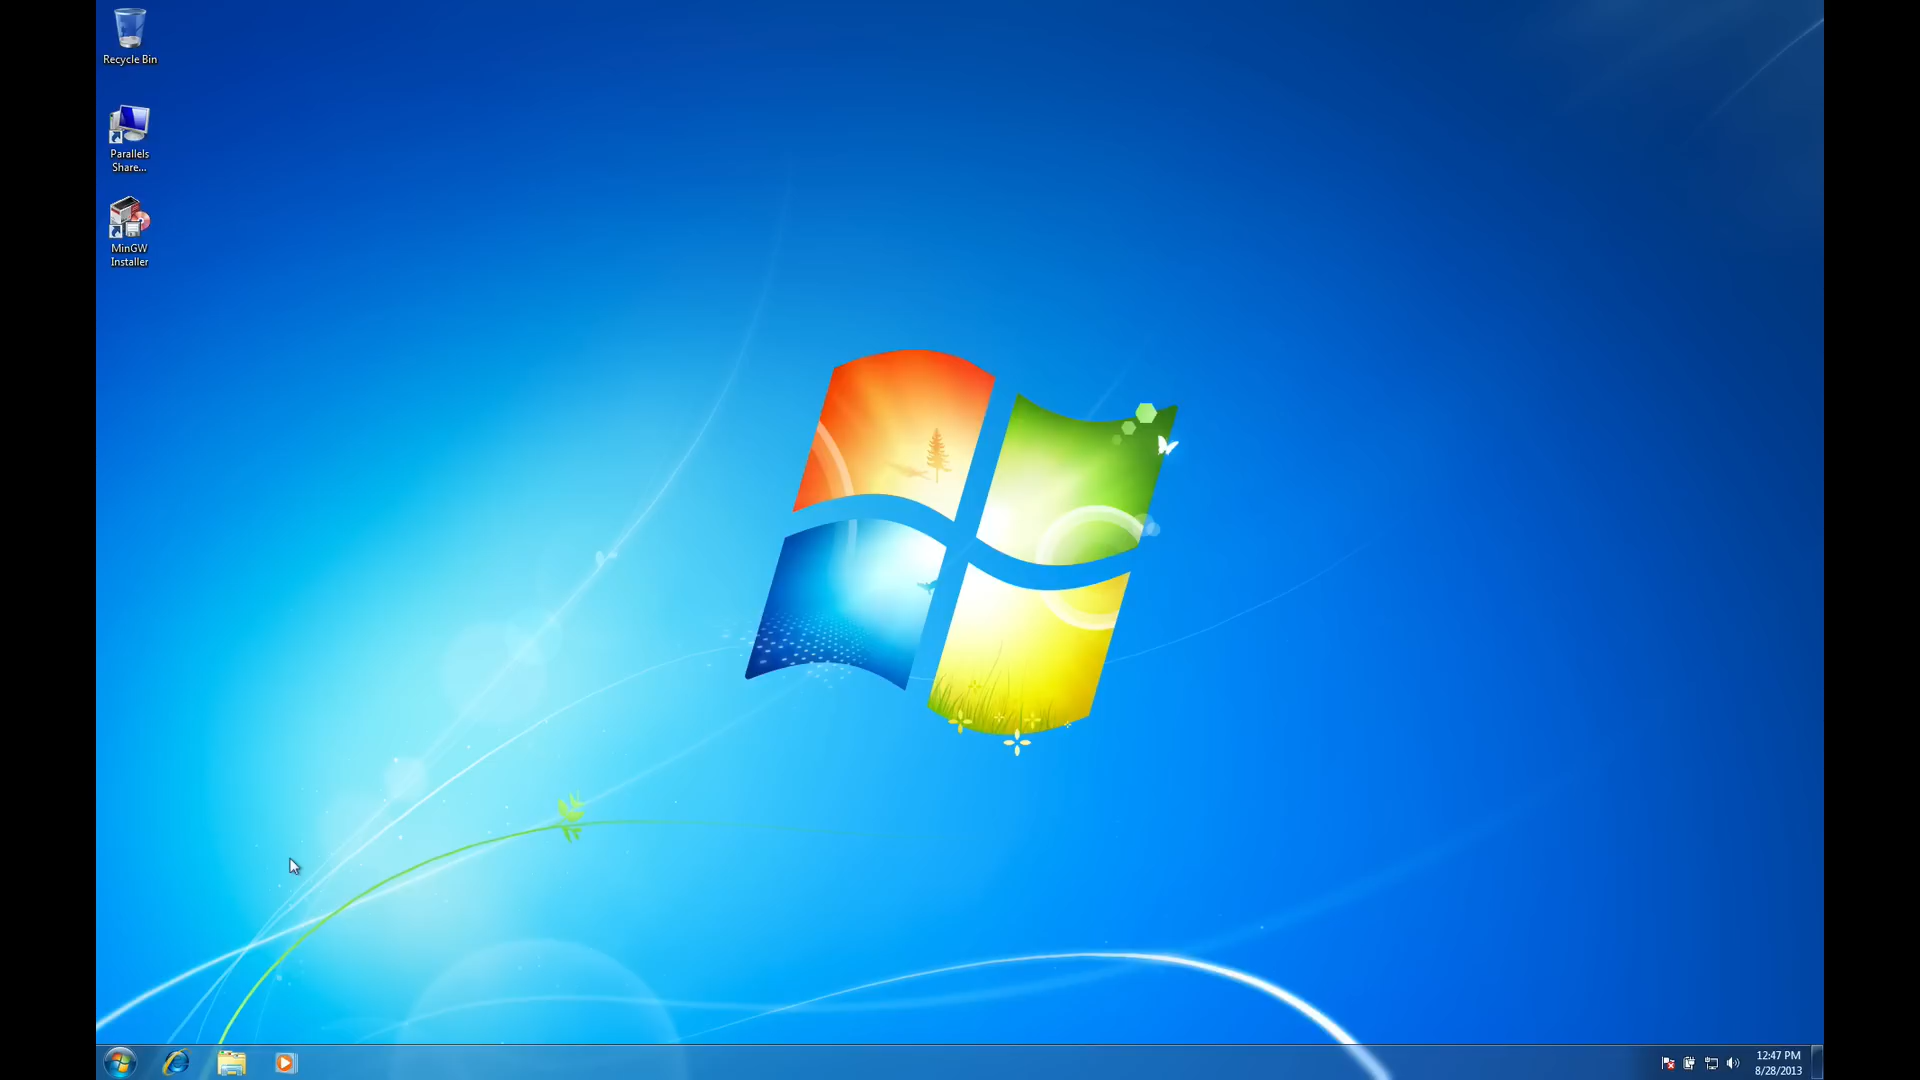 Recycle Bin
Parallels
Share...
MinGW
Installer
12:47 PM
8/28/2013